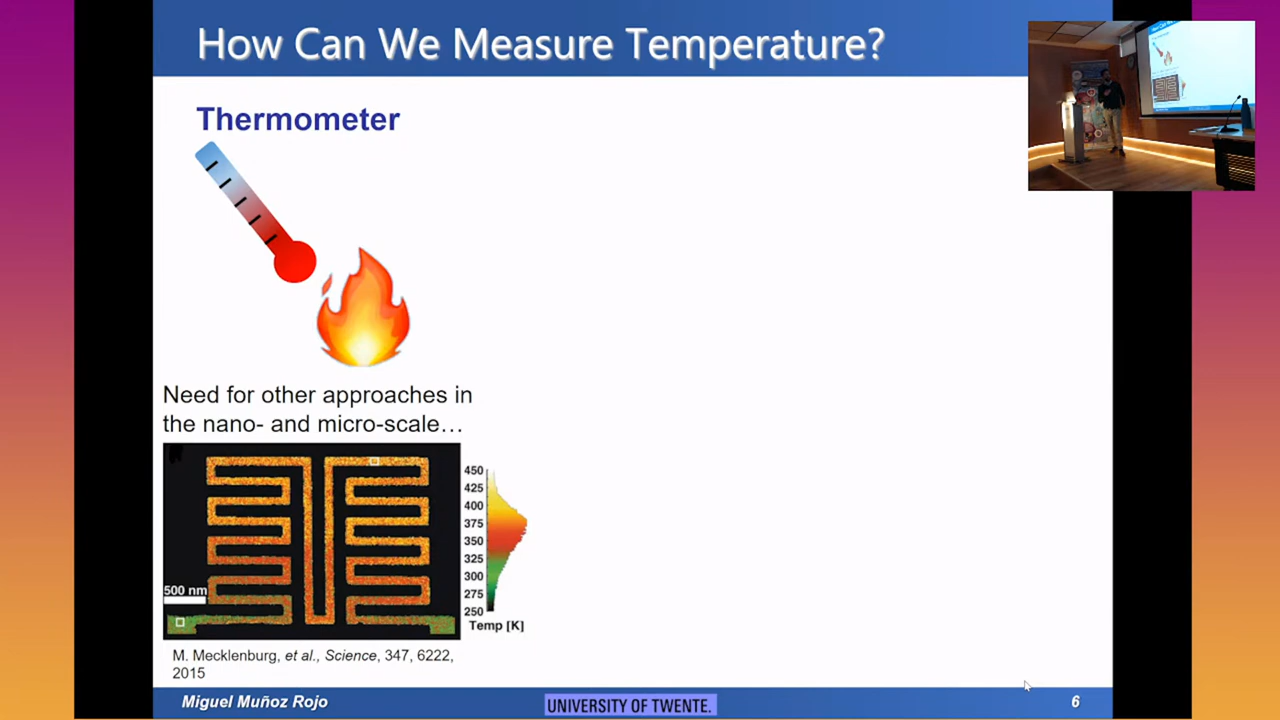 How Can We Measure Temperature?
Thermometer
Need for other approaches in
the nano- and micro-scale…
450
425
400
375
350
325
300
275
250
Temp [K]
500 nm
M. Mecklenburg, et al., Science, 347, 6222,
2015
Miguel Muñoz Rojo
UNIVERSITY OF TWENTE.
6